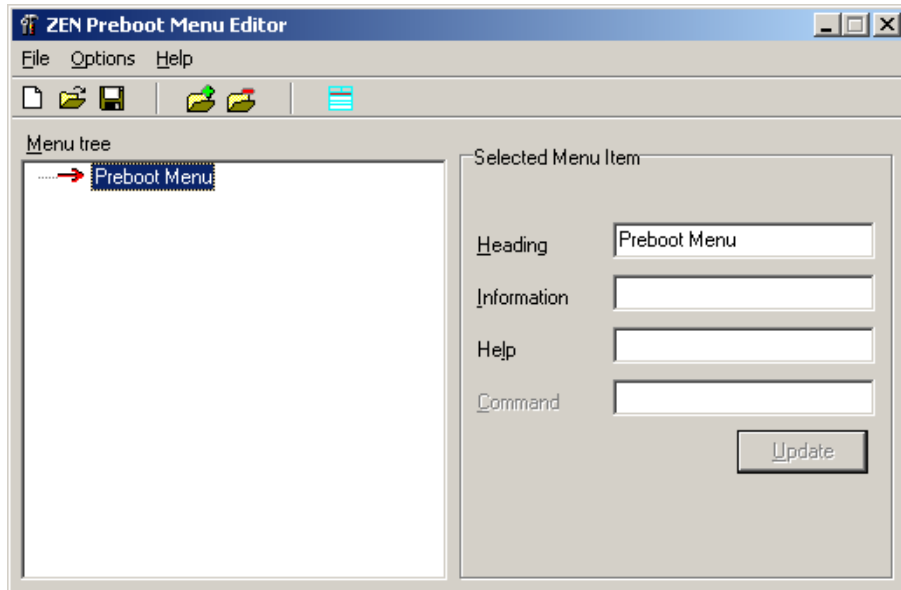 ZEN Preboot Menu Editor
File Options Help
Menu tree
Preboot Menu
Selected Menu Item
Heading Preboot Menu
Information
Help
Command
Update